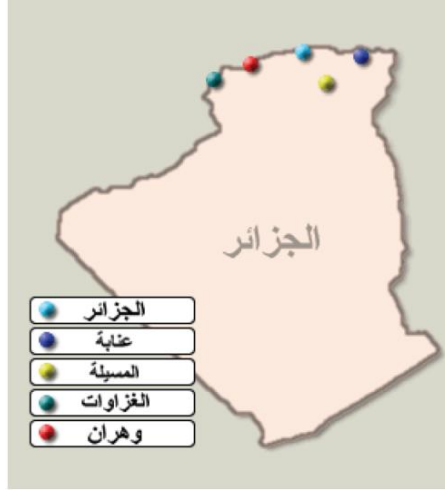 الجزائر
الجزائر
عنابة
المسيلة
الغزاوات
وهران